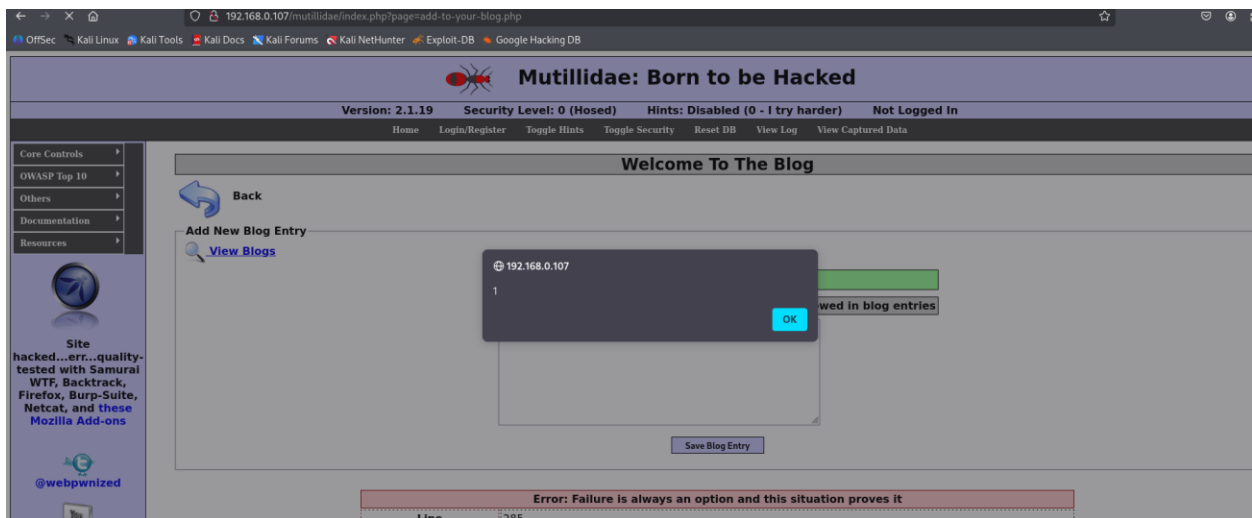 192.168.0.107/mutillidae/index.php?page=add-to-your-blog.php
OffSec Kali Linux Kali Tools Kali Docs Kali Forums Kali NetHunter Exploit-DB Google Hacking DB
Mutillidae: Born to be Hacked
Version: 2.1.19 Security Level: 0 (Hosed) Hints: Disabled (0 - I try harder) Not Logged In
Home Login/Register Toggle Hints Toggle Security Reset DB View Log View Captured Data
Core Controls
OWASP Top 10
Others
Documentation
Resources
Site
hacked...err...quality-
tested with Samurai
WTF, Backtrack,
Firefox, Burp-Suite,
Netcat, and these
Mozilla Add-ons
@webpwnized
You
Welcome To The Blog
Back
Add New Blog Entry
View Blogs
192.168.0.107
1
OK
wed in blog entries
Save Blog Entry
Error: Failure is always an option and this situation proves it
Line 285